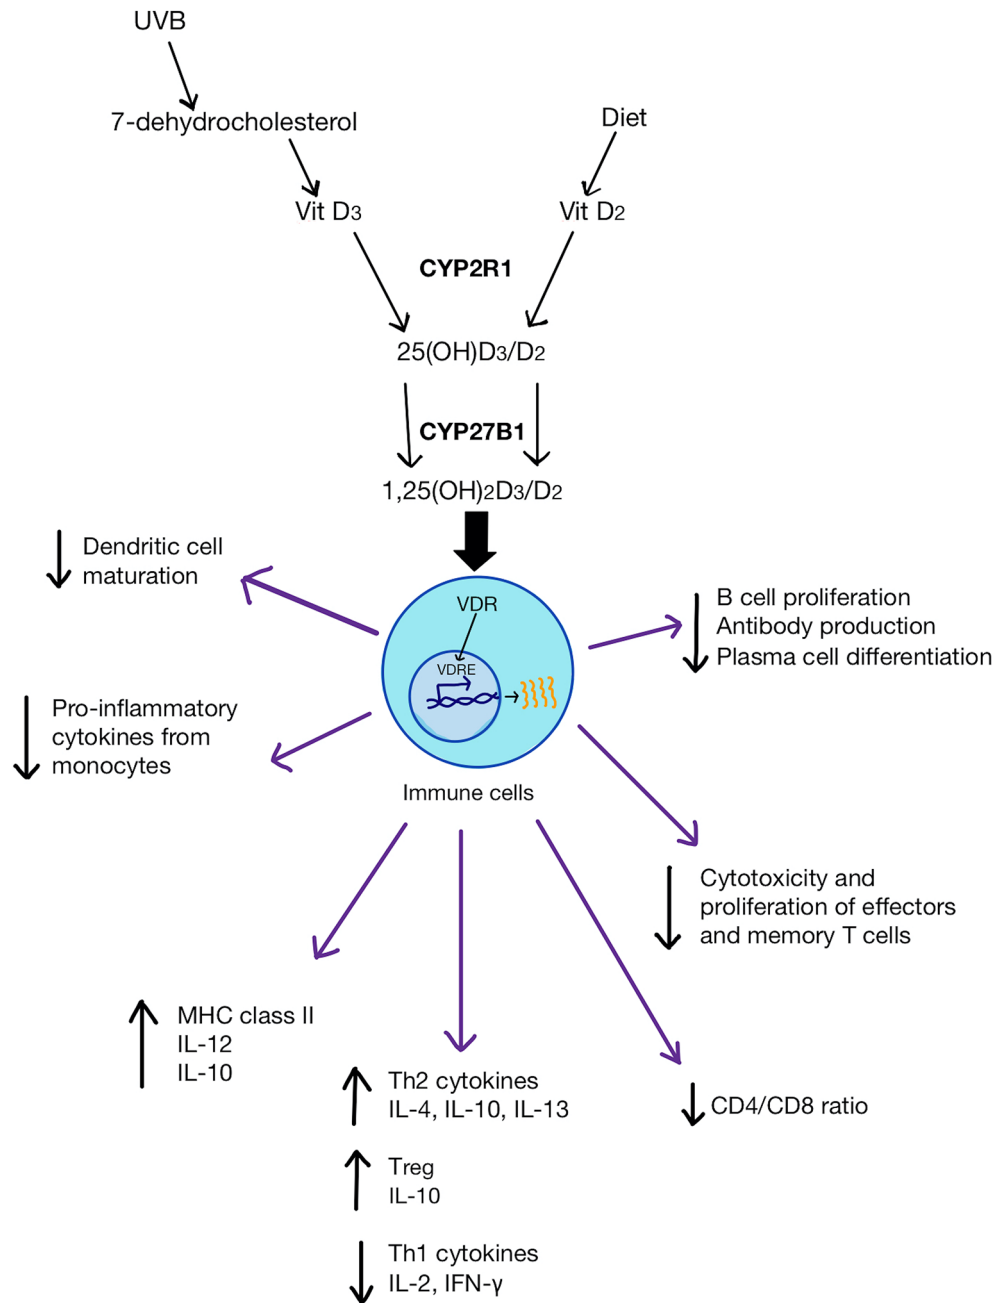 UVB
7-dehydrocholesterol
Diet
Vit D3
Vit D2
CYP2R1
25(OH)D3/D2
CYP27B1
1,25(OH)2D3/D2
Dendritic cell
maturation
VDR
VDRE
B cell proliferation
Antibody production
Plasma cell differentiation
Pro-inflammatory
cytokines from
monocytes
Immune cells
Cytotoxicity and
proliferation of effectors
and memory T cells
MHC class II
IL-12
IL-10
Th2 cytokines
IL-4, IL-10, IL-13
CD4/CD8 ratio
Treg
IL-10
Th1 cytokines
IL-2, IFN-γ